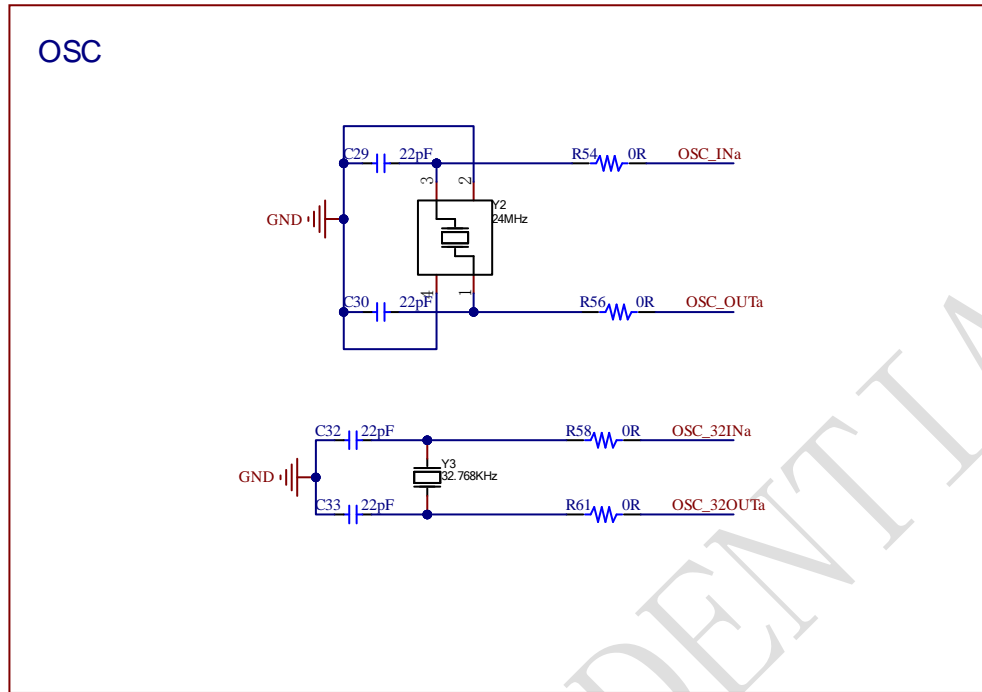 OSC
C29 22pF R54 0R OSC_INa
3 2
Y2
24MHz
GND
4 1
C30 22pF R56 0R OSC_OUTa
C32 22pF R58 0R OSC_32INa
Y3
32.768KHz
GND
C33 22pF R61 0R OSC_32OUTa
DENTIA